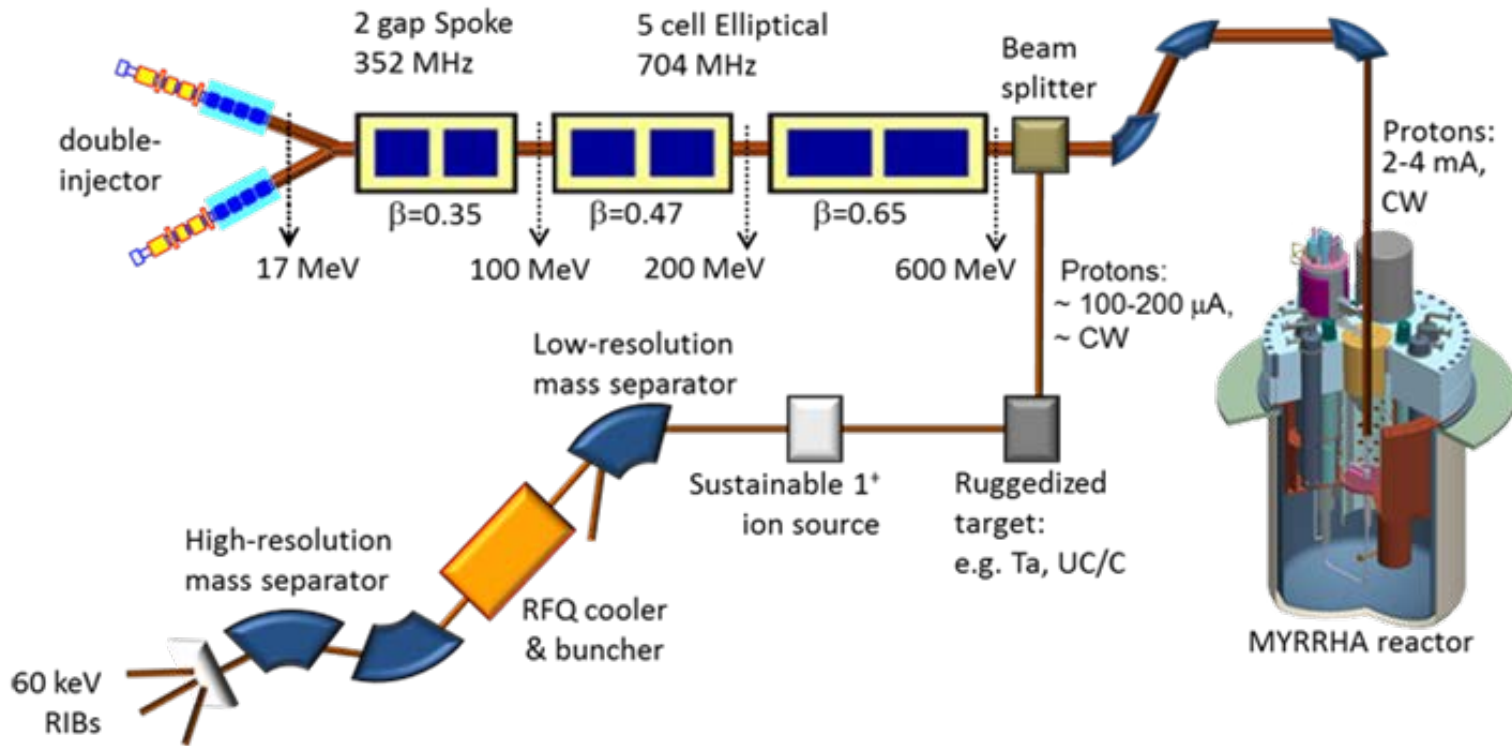 2 gap Spoke
352 MHz
5 cell Elliptical
704 MHz
Beam
splitter
double-
injector
β=0.35
β=0.47
β=0.65
17 MeV
100 MeV
200 MeV
600 MeV
Protons:
2-4 mA,
CW
Protons:
~ 100-200 μA,
~ CW
Low-resolution
mass separator
Sustainable 1⁺
ion source
Ruggedized
target:
e.g. Ta, UC/C
High-resolution
mass separator
RFQ cooler
& buncher
60 keV
RIBs
MYRRHA reactor